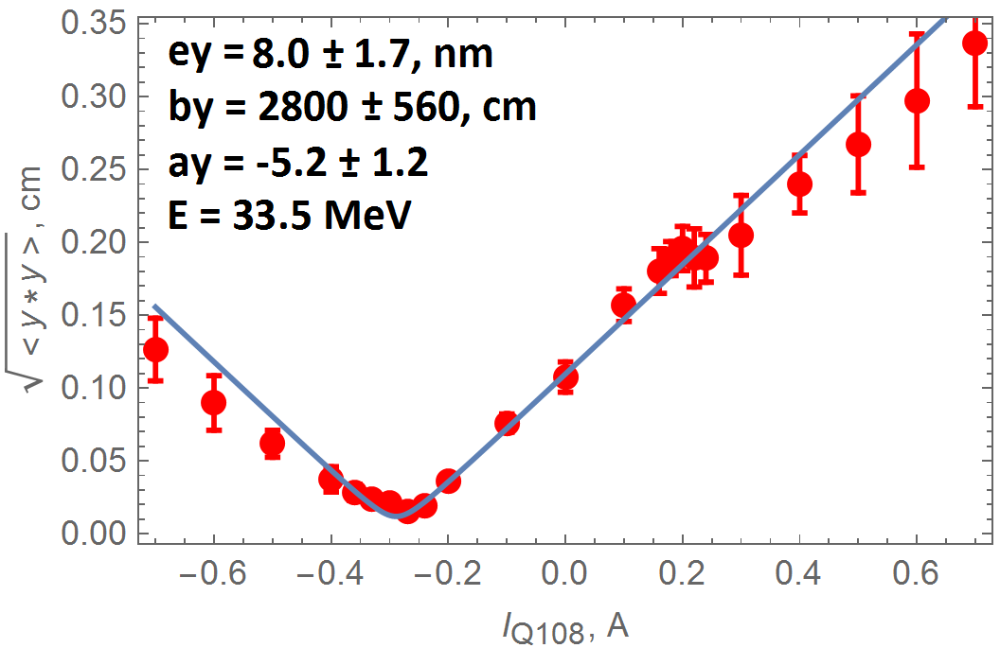 ey = 8.0 ± 1.7, nm
by = 2800 ± 560, cm
ay = -5.2 ± 1.2
E = 33.5 MeV
√<y*y>, cm
0.35
0.30
0.25
0.20
0.15
0.10
0.05
0.00
−0.6 −0.4 −0.2 0.0 0.2 0.4 0.6
I_Q108, A